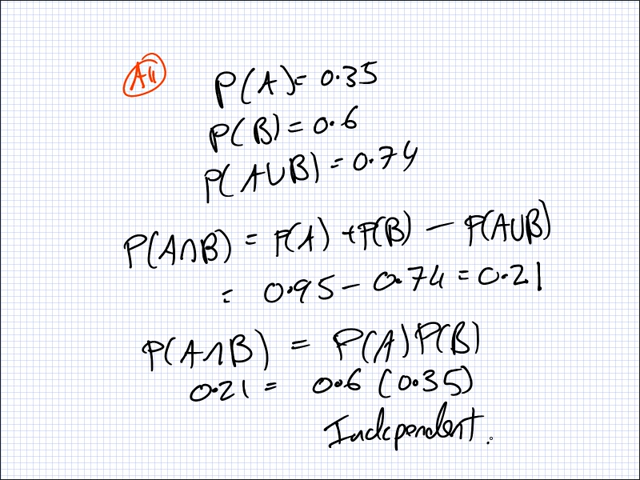 A4
P(A)=0.35
P(B)=0.6
P(A∪B)=0.74
P(A∩B) = P(A)+P(B) - P(A∪B)
= 0.95 - 0.74 = 0.21
P(A∩B) = P(A)P(B)
0.21 = 0.6(0.35)
Independent.